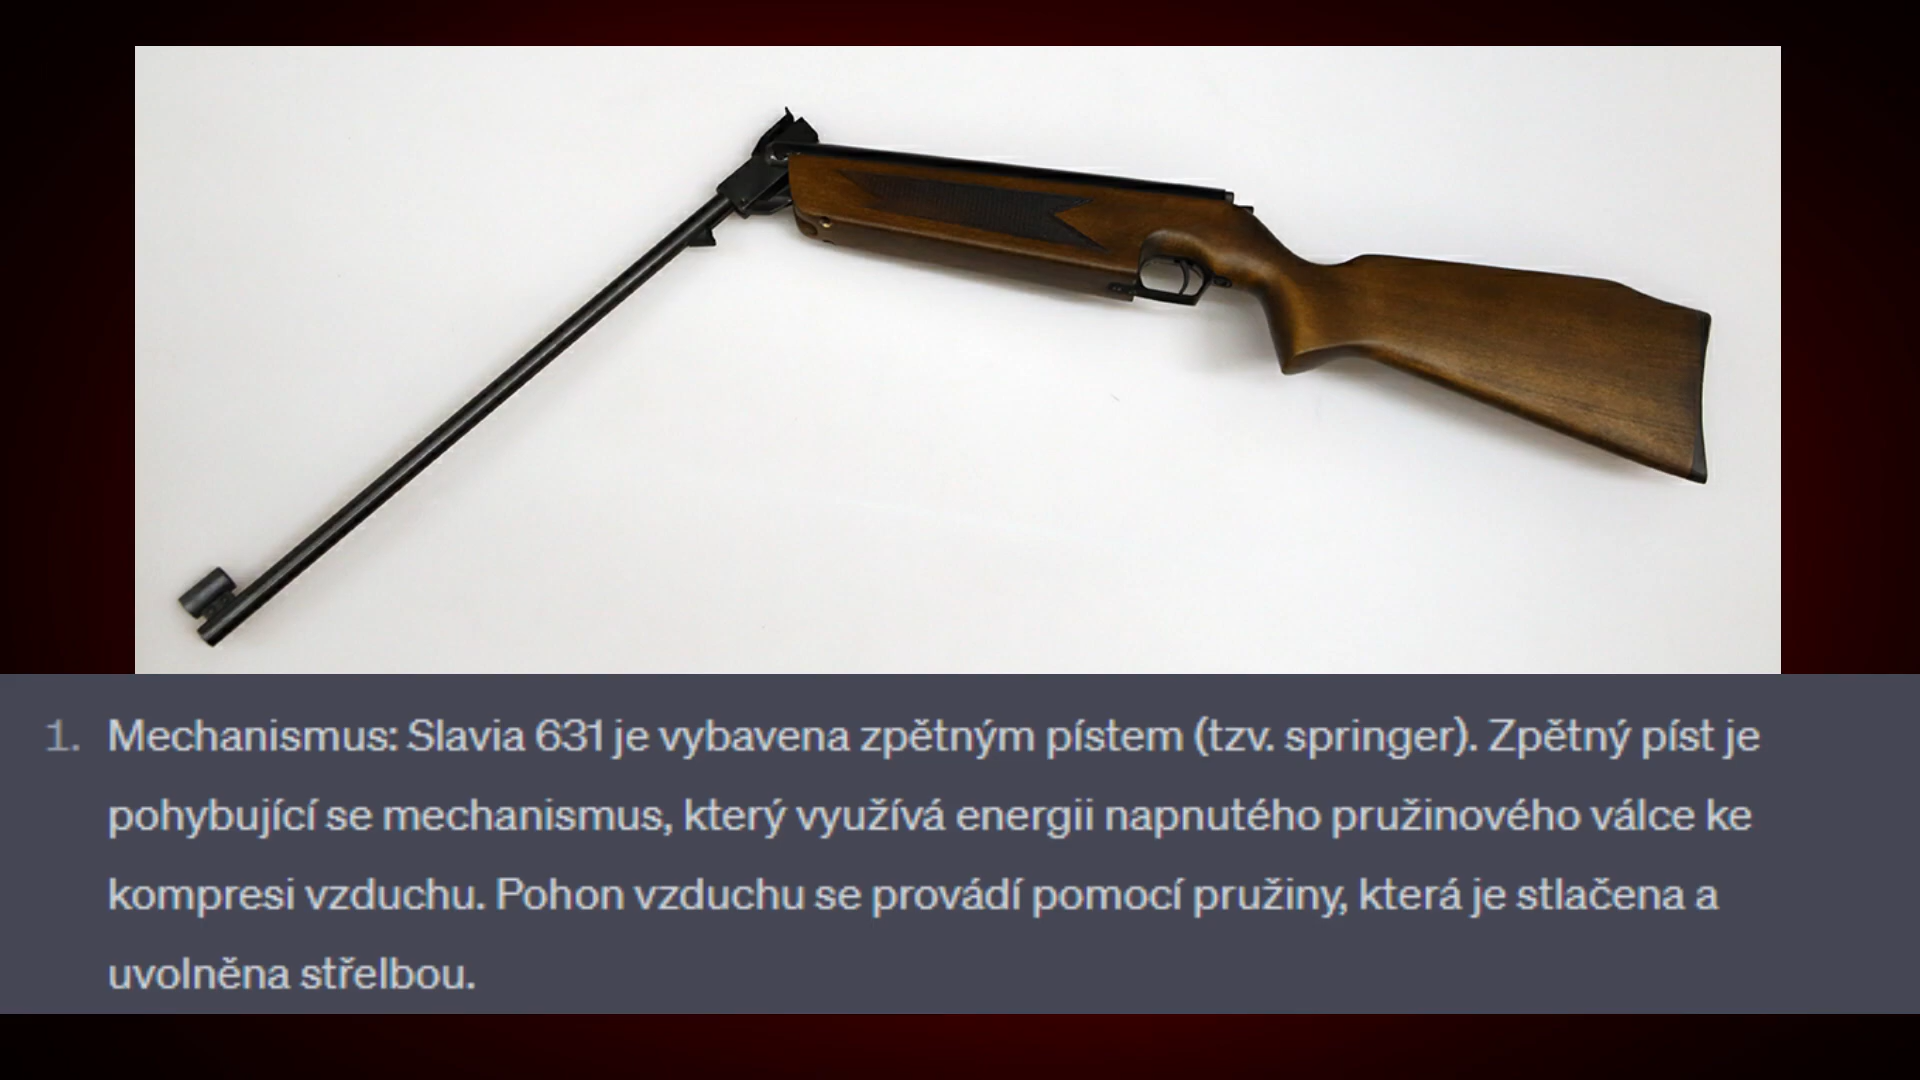 1. Mechanismus: Slavia 631 je vybavena zpětným pístem (tzv. springer). Zpětný píst je
pohybující se mechanismus, který využívá energii napnutého pružinového válce ke
kompresi vzduchu. Pohon vzduchu se provádí pomocí pružiny, která je stlačena a
uvolněna střelbou.